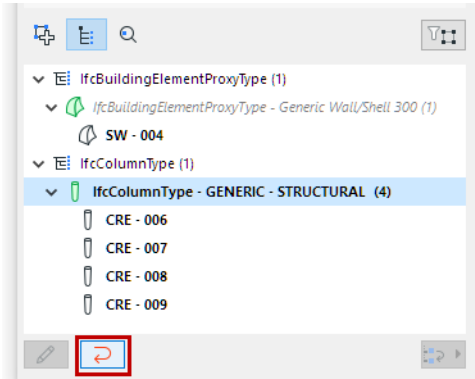 IfcBuildingElementProxyType (1)
IfcBuildingElementProxyType - Generic Wall/Shell 300 (1)
SW - 004
IfcColumnType (1)
IfcColumnType - GENERIC - STRUCTURAL (4)
CRE - 006
CRE - 007
CRE - 008
CRE - 009